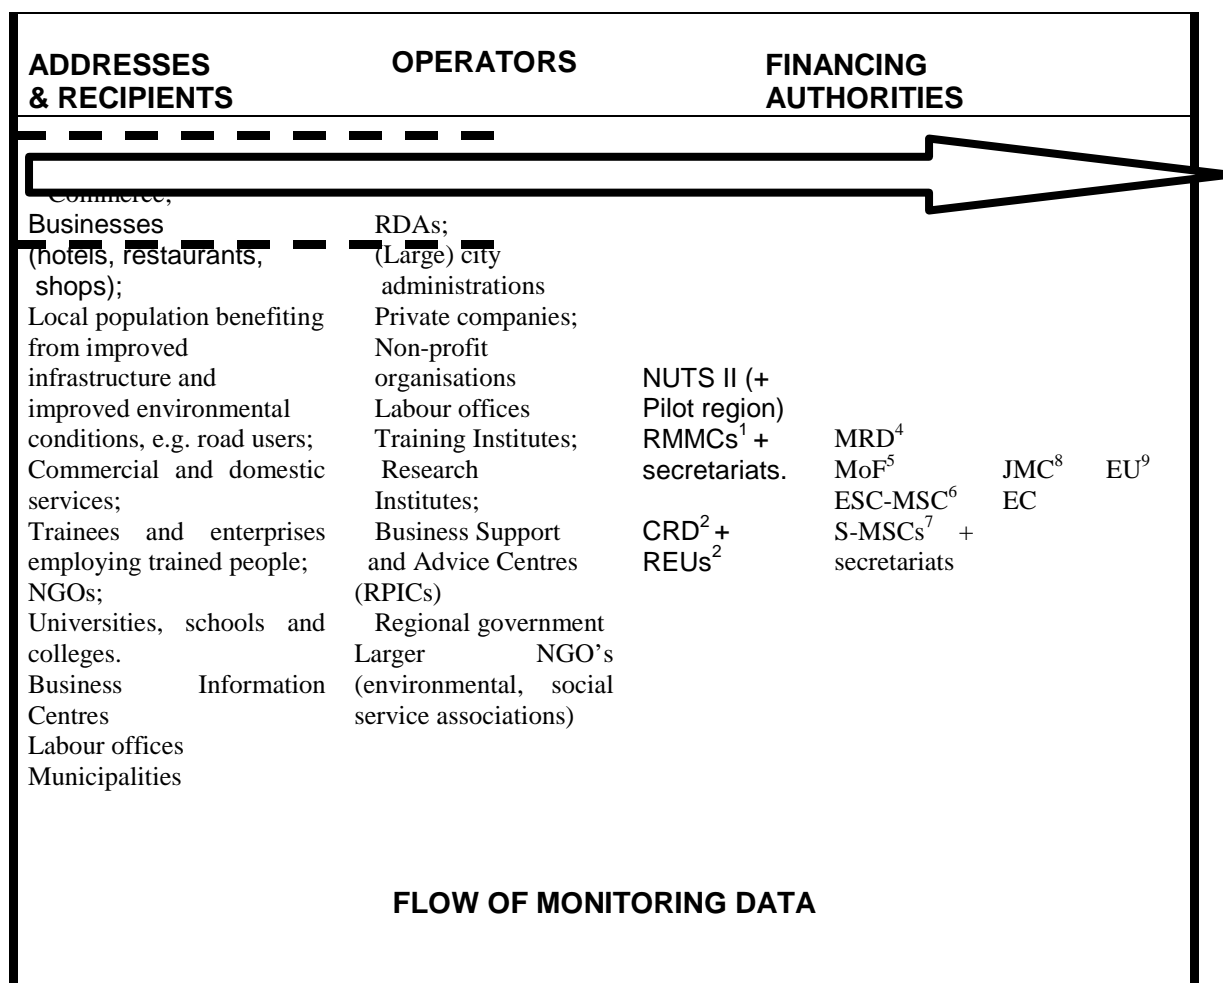 ADDRESSES
& RECIPIENTS
OPERATORS
FINANCING
AUTHORITIES
Commerce;
Businesses
(hotels, restaurants,
shops);
Local population benefiting
from improved
infrastructure and
improved environmental
conditions, e.g. road users;
Commercial and domestic
services;
Trainees and enterprises
employing trained people;
NGOs;
Universities, schools and
colleges.
Business Information
Centres
Labour offices
Municipalities
RDAs;
(Large) city
administrations
Private companies;
Non-profit
organisations
Labour offices
Training Institutes;
Research
Institutes;
Business Support
and Advice Centres
(RPICs)
Regional government
Larger NGO's
(environmental, social
service associations)
NUTS II (+
Pilot region)
RMMCs¹ +
secretariats.
CRD² +
REUs²
MRD⁴
MoF⁵
ESC-MSC⁶
S-MSCs⁷ +
secretariats
JMC⁸
EC
EU⁹
FLOW OF MONITORING DATA